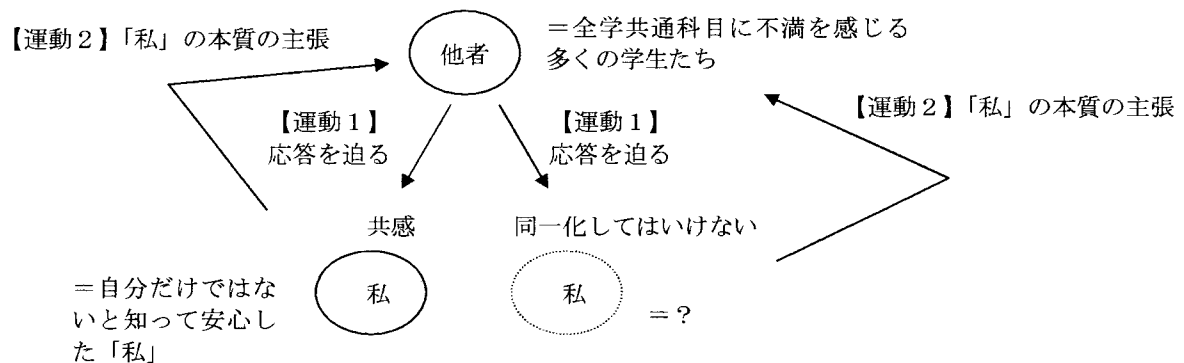 【運動2】「私」の本質の主張
他者
=全学共通科目に不満を感じる
多くの学生たち
【運動2】「私」の本質の主張
【運動1】
応答を迫る
【運動1】
応答を迫る
共感
同一化してはいけない
=自分だけではな
いと知って安心し
た「私」
私
私
=?